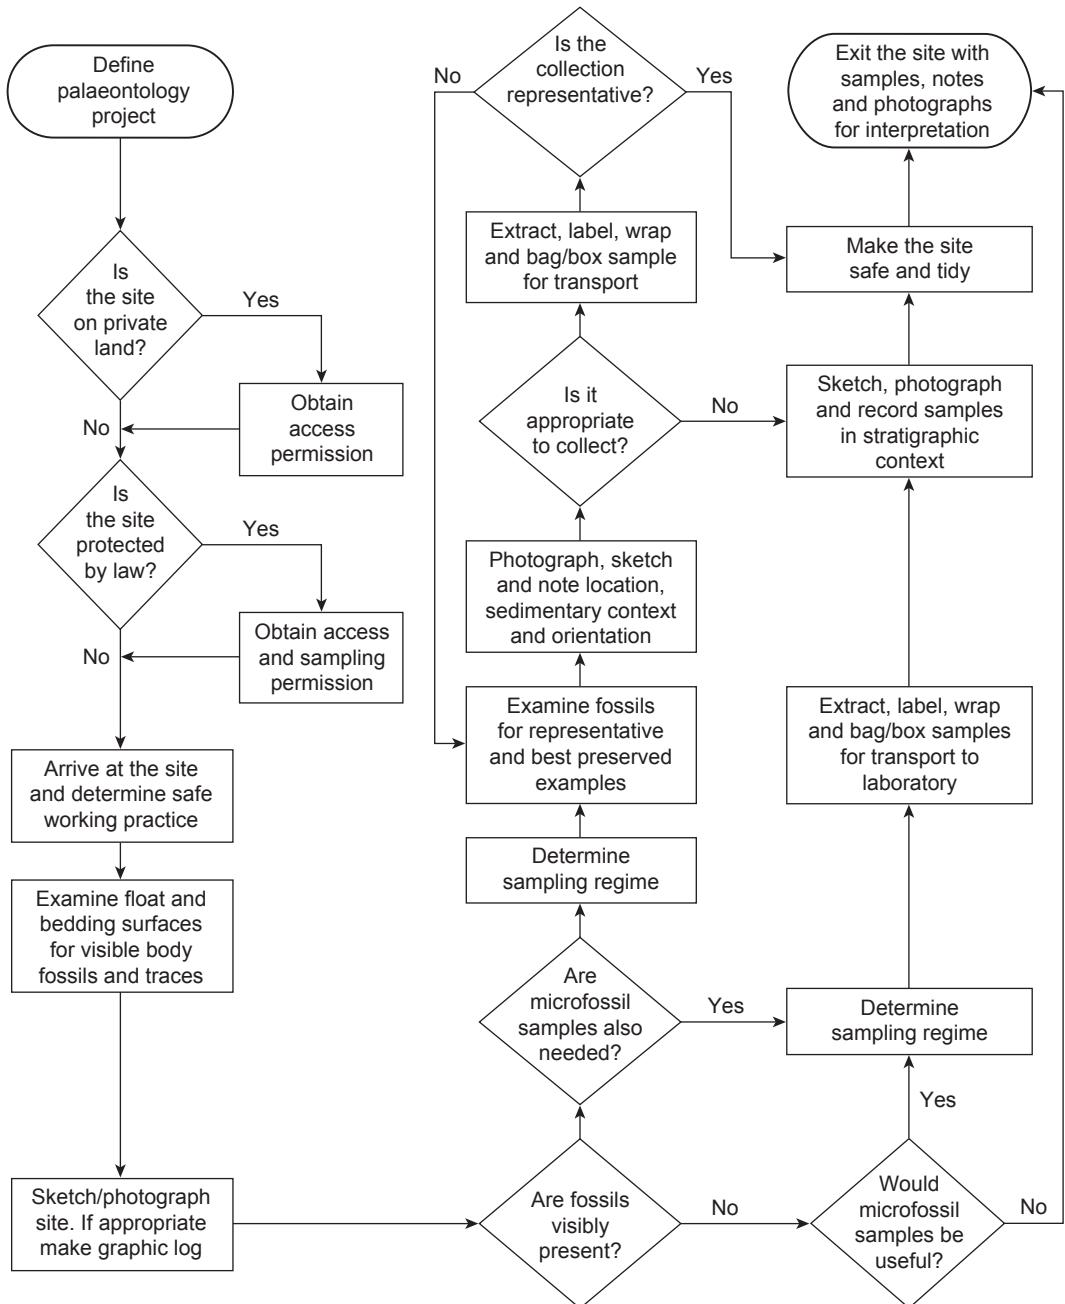 Define
palaeontology
project
Is
the site
on private
land?
Yes
Obtain
access
permission
No
Is
the site
protected
by law?
Yes
Obtain access
and sampling
permission
No
Arrive at the site
and determine safe
working practice
Examine float and
bedding surfaces
for visible body
fossils and traces
Sketch/photograph
site. If appropriate
make graphic log
Are fossils
visibly
present?
No
Are
microfossil
samples also
needed?
Yes
Determine
sampling regime
Examine fossils
for representative
and best preserved
examples
Photograph, sketch
and note location,
sedimentary context
and orientation
Is it
appropriate
to collect?
No
Extract, label, wrap
and bag/box sample
for transport
Is the
collection
representative?
No
Yes
Would
microfossil
samples be
useful?
No
Yes
Determine
sampling regime
Extract, label, wrap
and bag/box samples
for transport to
laboratory
Sketch, photograph
and record samples
in stratigraphic
context
Make the site
safe and tidy
Exit the site with
samples, notes
and photographs
for interpretation